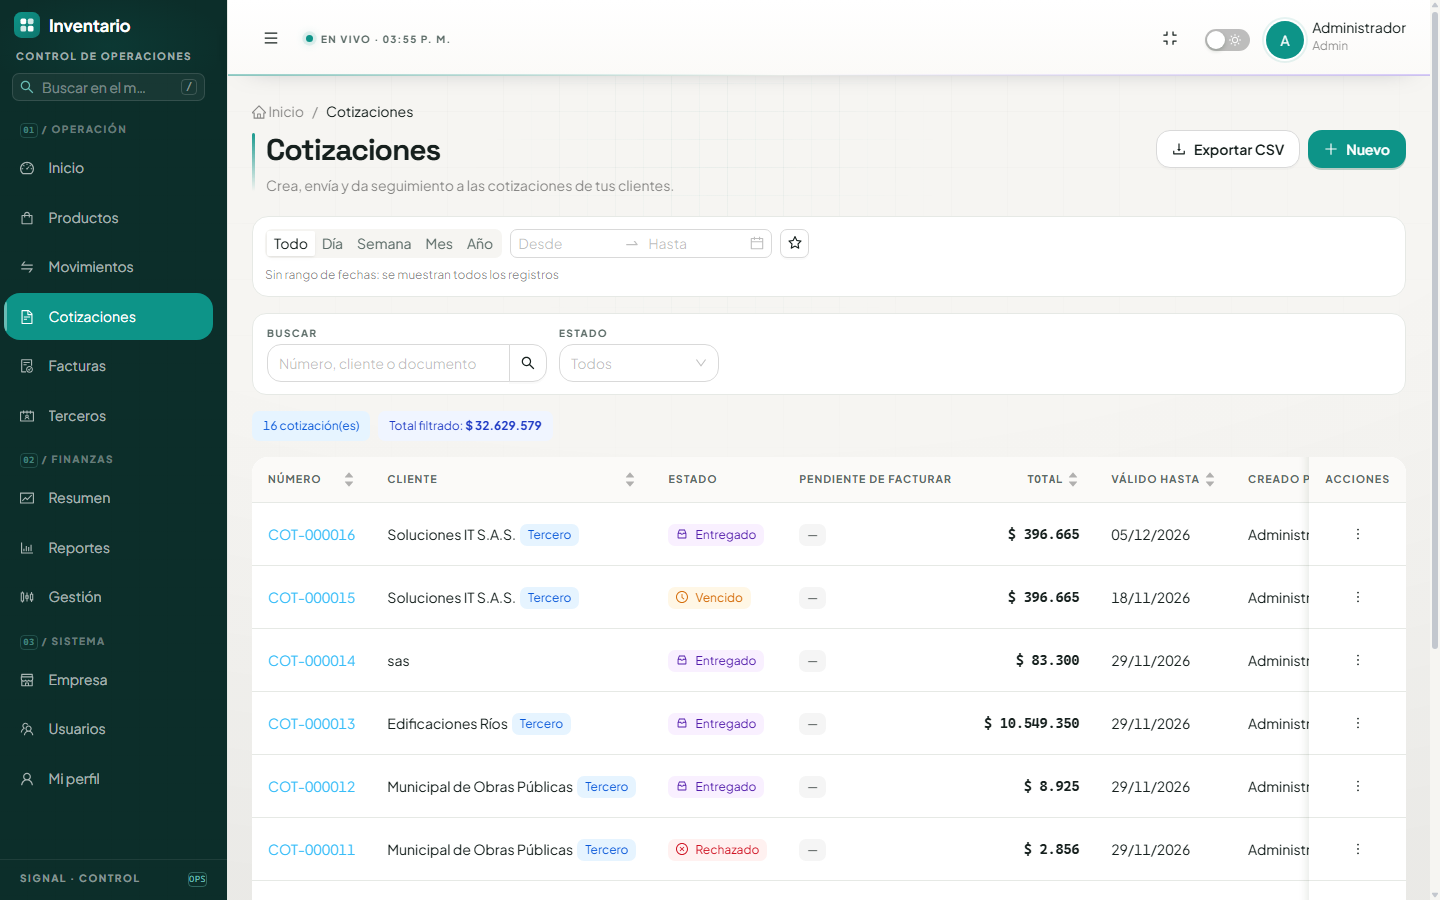 Inventario
CONTROL DE OPERACIONES
Buscar en el m... /
01 / OPERACIÓN
Inicio
Productos
Movimientos
Cotizaciones
Facturas
Terceros
02 / FINANZAS
Resumen
Reportes
Gestión
03 / SISTEMA
Empresa
Usuarios
Mi perfil
SIGNAL · CONTROL OPS
EN VIVO · 03:55 P. M.
A
Administrador
Admin
Inicio / Cotizaciones
Cotizaciones
Crea, envía y da seguimiento a las cotizaciones de tus clientes.
Exportar CSV
Nuevo
Todo Día Semana Mes Año Desde Hasta
Sin rango de fechas: se muestran todos los registros
BUSCAR ESTADO
Número, cliente o documento Todos
16 cotización(es) Total filtrado: $ 32.629.579
NÚMERO CLIENTE ESTADO PENDIENTE DE FACTURAR TOTAL VÁLIDO HASTA CREADO P ACCIONES
COT-000016 Soluciones IT S.A.S. Tercero Entregado — $ 396.665 05/12/2026 Administr
COT-000015 Soluciones IT S.A.S. Tercero Vencido — $ 396.665 18/11/2026 Administr
COT-000014 sas Entregado — $ 83.300 29/11/2026 Administr
COT-000013 Edificaciones Ríos Tercero Entregado — $ 10.549.350 29/11/2026 Administr
COT-000012 Municipal de Obras Públicas Tercero Entregado — $ 8.925 29/11/2026 Administr
COT-000011 Municipal de Obras Públicas Tercero Rechazado — $ 2.856 29/11/2026 Administr